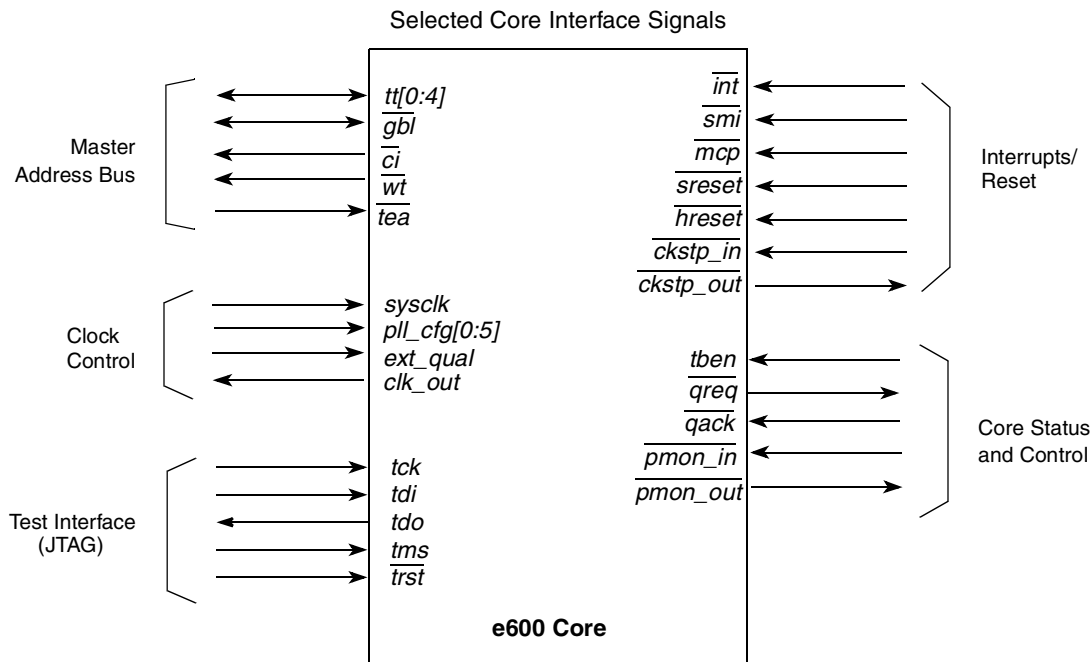 Selected Core Interface Signals
Master
Address Bus
tt[0:4]
gbl
ci
wt
tea
Clock
Control
sysclk
pll_cfg[0:5]
ext_qual
clk_out
Test Interface
(JTAG)
tck
tdi
tdo
tms
trst
int
smi
mcp
sreset
hreset
ckstp_in
ckstp_out
Interrupts/
Reset
tben
qreq
qack
pmon_in
pmon_out
Core Status
and Control
e600 Core